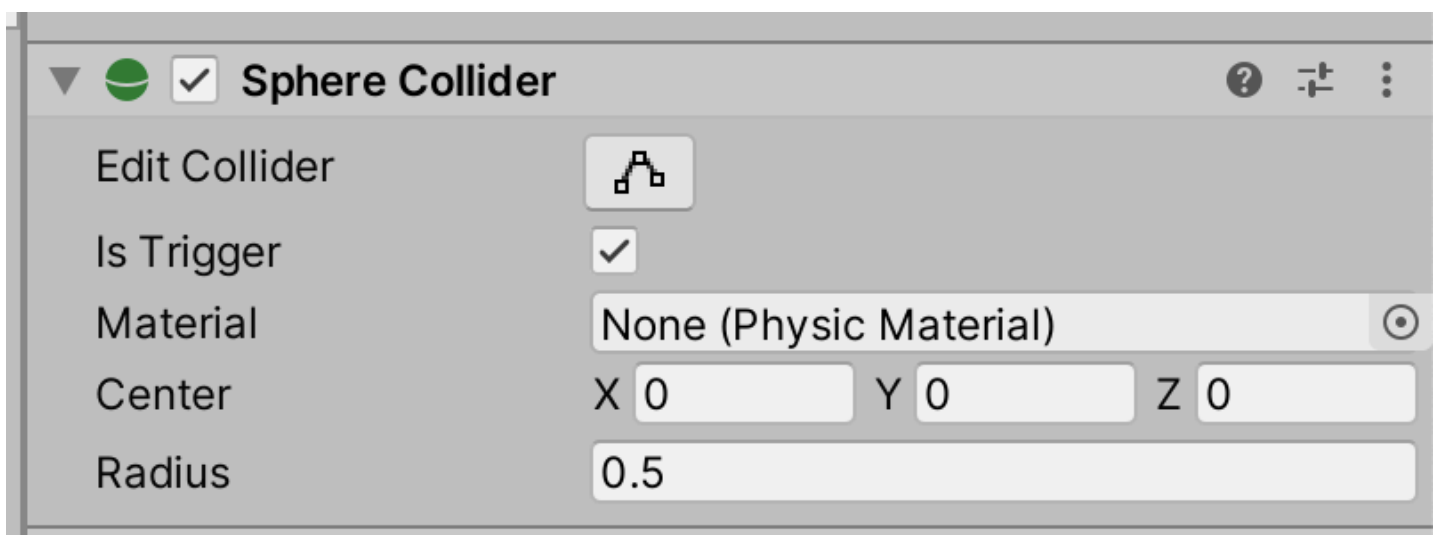 Sphere Collider
Edit Collider
Is Trigger
Material None (Physic Material)
Center X 0 Y 0 Z 0
Radius 0.5